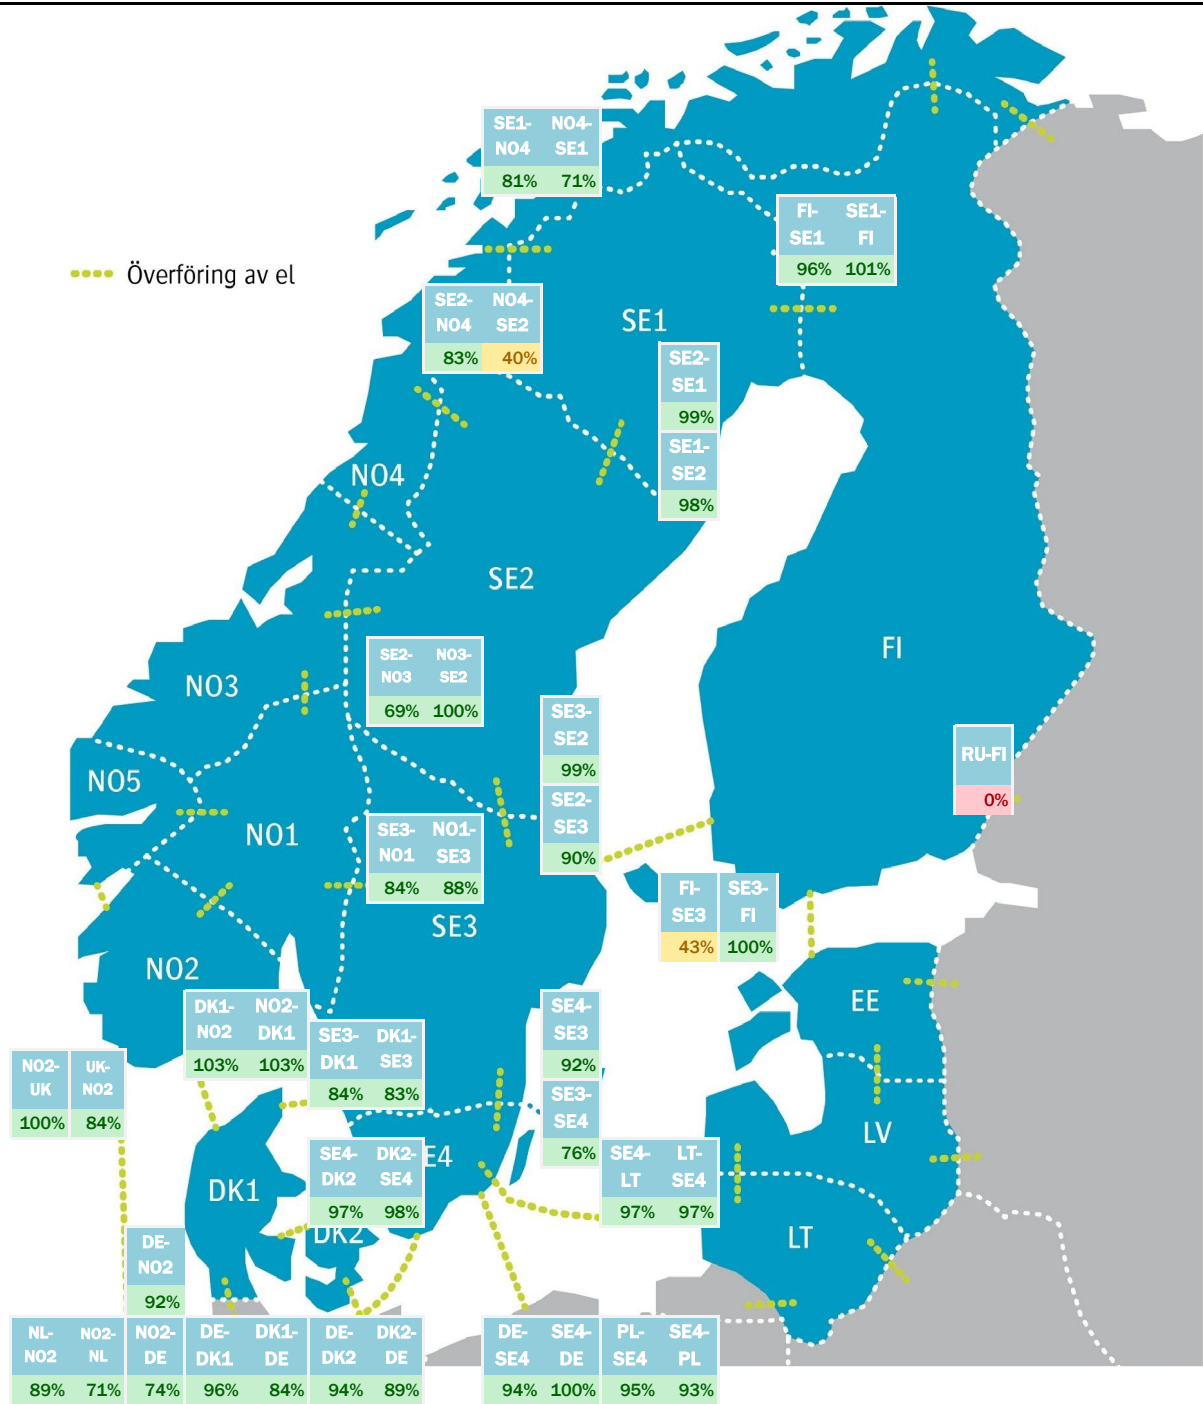 SE1- NO4-
NO4 SE1
81% 71%
FI- SE1-
SE1 FI
96% 101%
Överföring av el
SE2- NO4-
NO4 SE2
83% 40%
SE1
SE2-
SE1
99%
SE1-
SE2
98%
NO4
SE2
FI
SE2- NO3-
NO3 SE2
69% 100%
NO3
SE3-
SE2
99%
SE2-
SE3
90%
RU-FI
0%
NO5
NO1
SE3- NO1-
NO1 SE3
84% 88%
FI- SE3-
SE3 FI
43% 100%
SE3
NO2
EE
DK1- NO2-
NO2 DK1
103% 103%
SE3- DK1-
DK1 SE3
84% 83%
SE4-
SE3
92%
SE3-
SE4
76%
NO2- UK-
UK NO2
100% 84%
LV
SE4- DK2-
DK2 SE4
97% 98%
E4
SE4- LT-
LT SE4
97% 97%
DK1
DK2
LT
DE-
NO2
92%
NL- NO2- NO2- DE- DK1- DE- DK2-
NO2 NL DE DK1 DE DK2 DE
89% 71% 74% 96% 84% 94% 89%
DE- SE4- PL- SE4-
SE4 DE SE4 PL
94% 100% 95% 93%